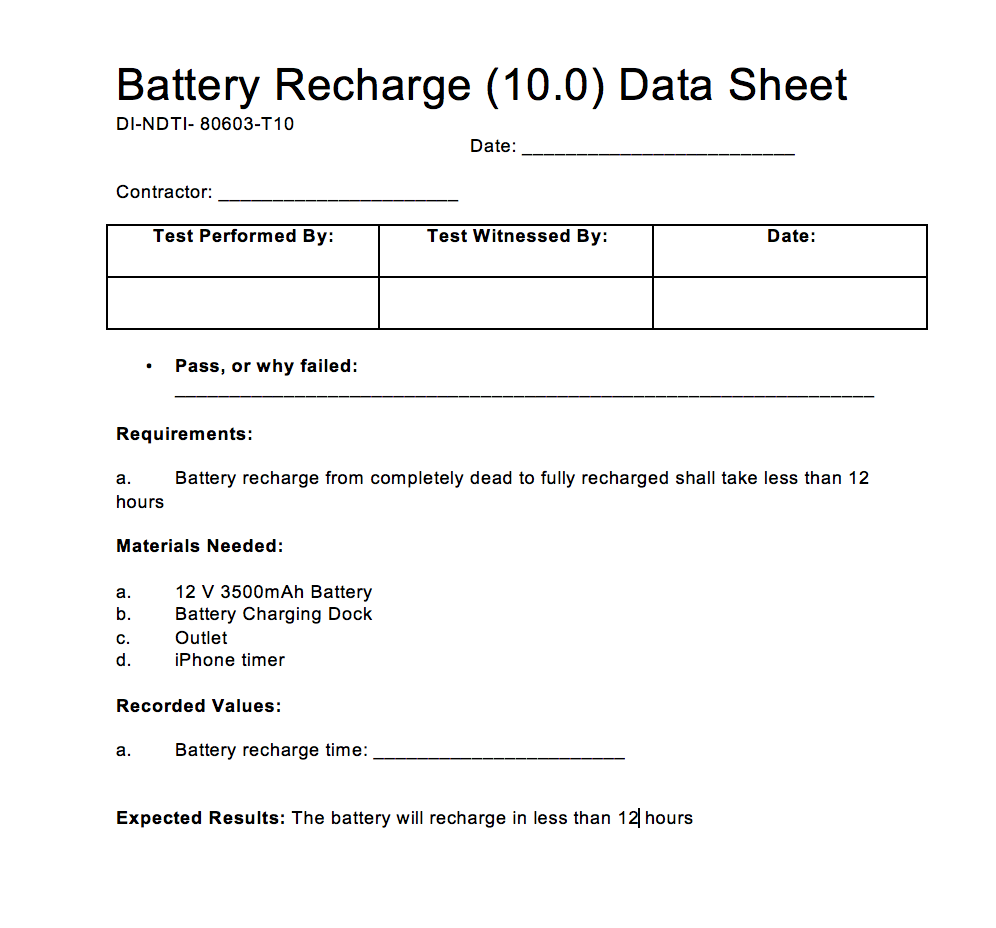 Battery Recharge (10.0) Data Sheet
DI-NDTI- 80603-T10
Date: _________________________
Contractor: ______________________
Test Performed By: Test Witnessed By: Date:
• Pass, or why failed:
________________________________________________________________
Requirements:
a. Battery recharge from completely dead to fully recharged shall take less than 12
hours
Materials Needed:
a. 12 V 3500mAh Battery
b. Battery Charging Dock
c. Outlet
d. iPhone timer
Recorded Values:
a. Battery recharge time: _______________________
Expected Results: The battery will recharge in less than 12 hours